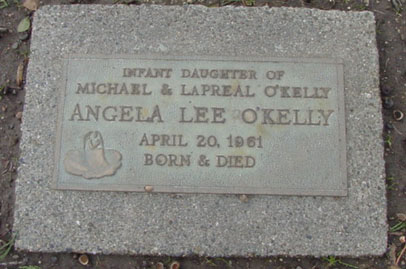 INFANT DAUGHTER OF
MICHAEL & LAPREAL O'KELLY
ANGELA LEE O'KELLY
APRIL 20, 1961
BORN & DIED